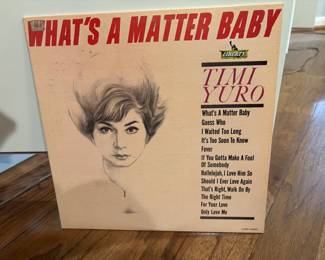 WHAT'S A MATTER BABY
LIBERTY
TIMI
YURO
What's A Matter Baby
Guess Who
I Waited Too Long
It's Too Soon To Know
Fever
If You Gotta Make A Fool
Of Somebody
Hallelujah, I Love Him So
Should I Ever Love Again
That's Right, Walk On By
The Night Time
For Your Love
Only Love Me